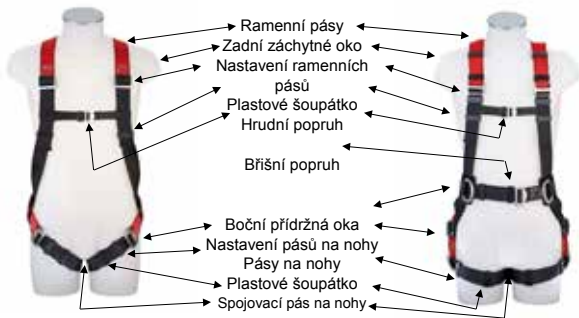 Ramenní pásy
Zadní záchytné oko
Nastavení ramenních
pásů
Plastové šoupátko
Hrudní popruh
Břišní popruh
Boční přídržná oka
Nastavení pásů na nohy
Pásy na nohy
Plastové šoupátko
Spojovací pás na nohy